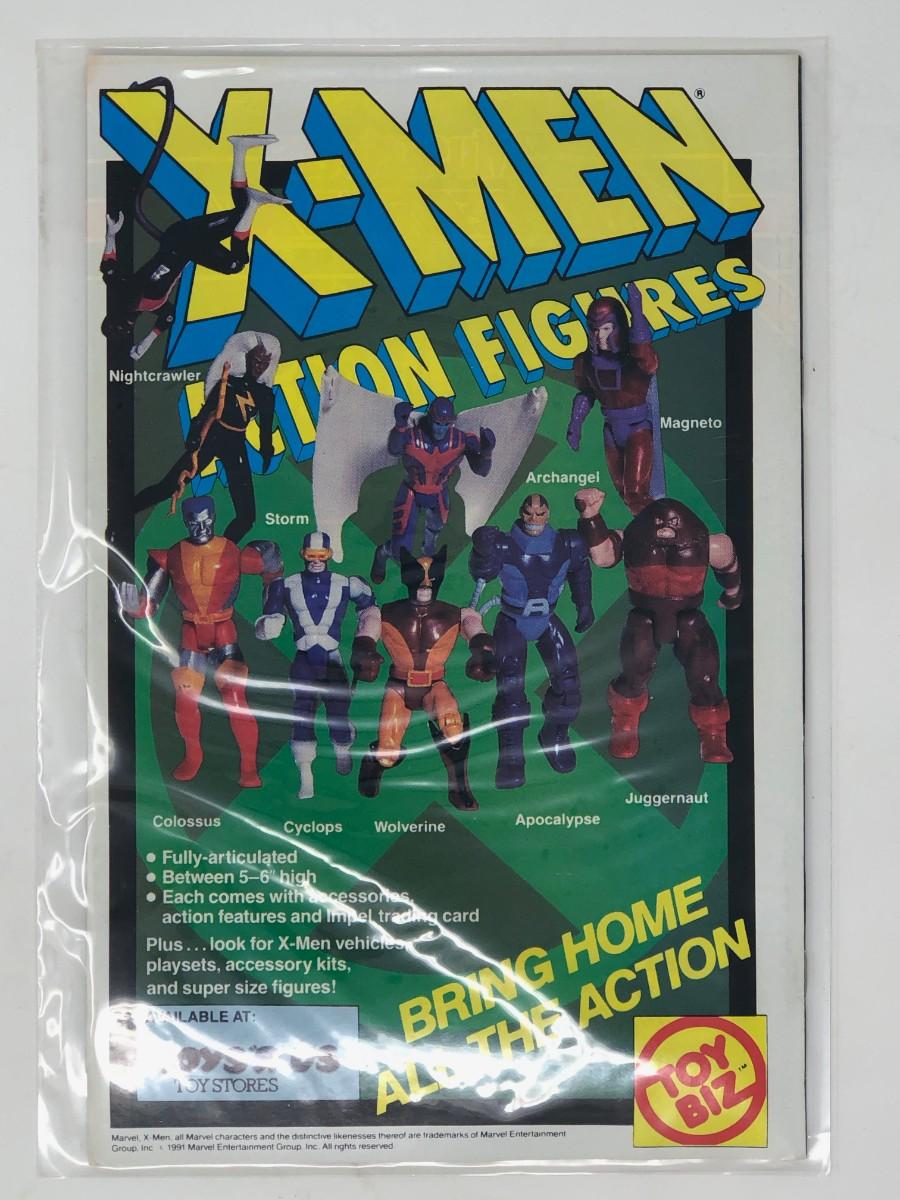 X-MEN®
ACTION FIGURES
Nightcrawler
Magneto
Archangel
Storm
Juggernaut
Colossus
Cyclops
Wolverine
Apocalypse
• Fully-articulated
• Between 5–6" high
• Each comes with accessories,
action features and Impel trading card
Plus...look for X-Men vehicles,
playsets, accessory kits,
and super size figures!
BRING HOME
ALL THE ACTION
AVAILABLE AT:
TOY STORES
TOY
BIZ™
Marvel, X-Men, all Marvel characters and the distinctive likenesses thereof are trademarks of Marvel Entertainment
Group, Inc. © 1991 Marvel Entertainment Group, Inc. All rights reserved.